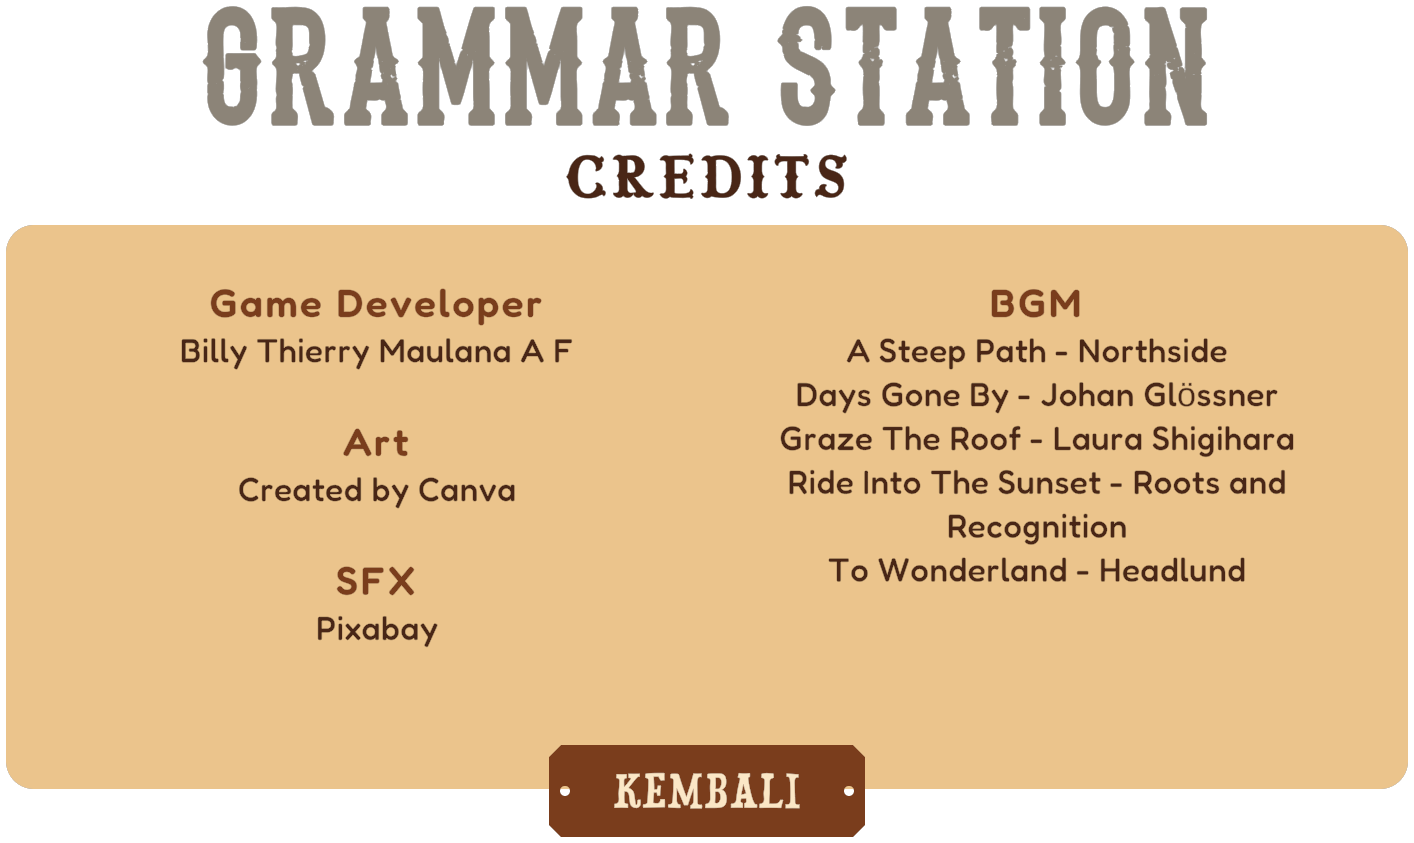 GRAMMAR STATION
CREDITS
Game Developer
Billy Thierry Maulana A F
Art
Created by Canva
SFX
Pixabay
BGM
A Steep Path - Northside
Days Gone By - Johan Glössner
Graze The Roof - Laura Shigihara
Ride Into The Sunset - Roots and
Recognition
To Wonderland - Headlund
KEMBALI